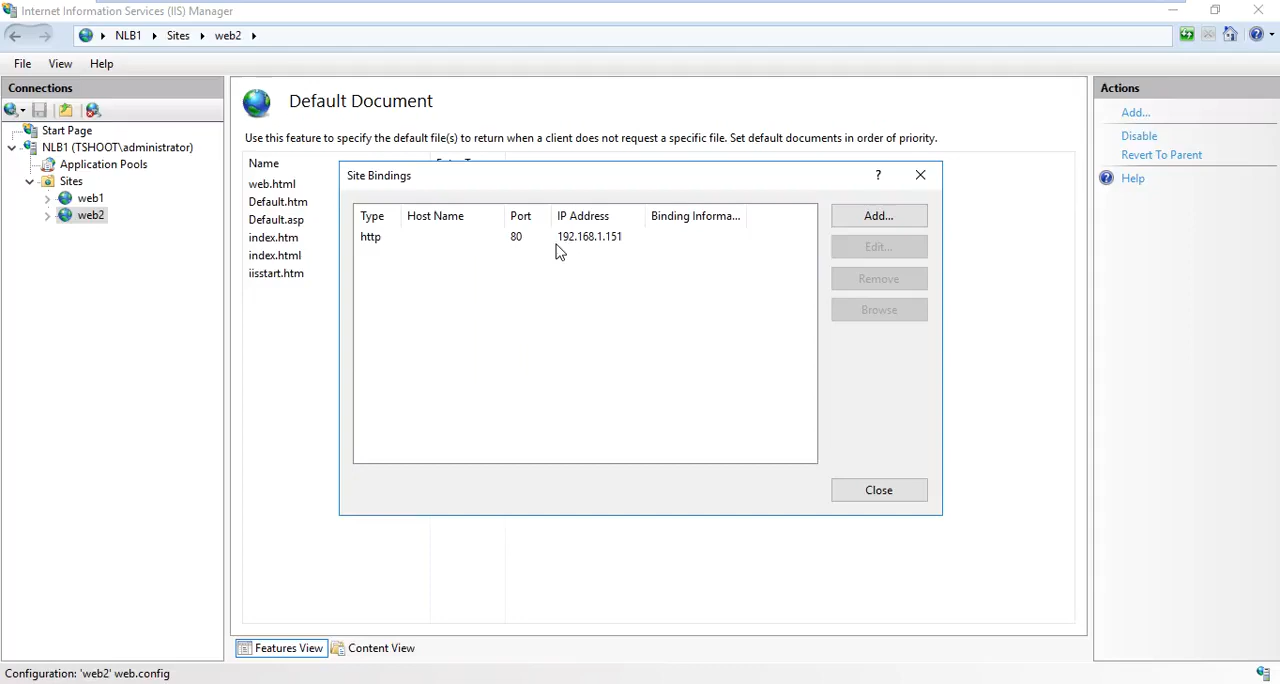 Internet Information Services (IIS) Manager
NLB1 Sites web2
File View Help
Connections
Start Page
NLB1 (TSHOOT\administrator)
Application Pools
Sites
web1
web2
Default Document
Use this feature to specify the default file(s) to return when a client does not request a specific file. Set default documents in order of priority.
Name
web.html
Default.htm
Default.asp
index.htm
index.html
iisstart.htm
Site Bindings
Type Host Name Port IP Address Binding Informa...
http 80 192.168.1.151
Add...
Edit...
Remove
Browse
Close
Features View Content View
Actions
Add...
Disable
Revert To Parent
Help
Configuration: 'web2' web.config